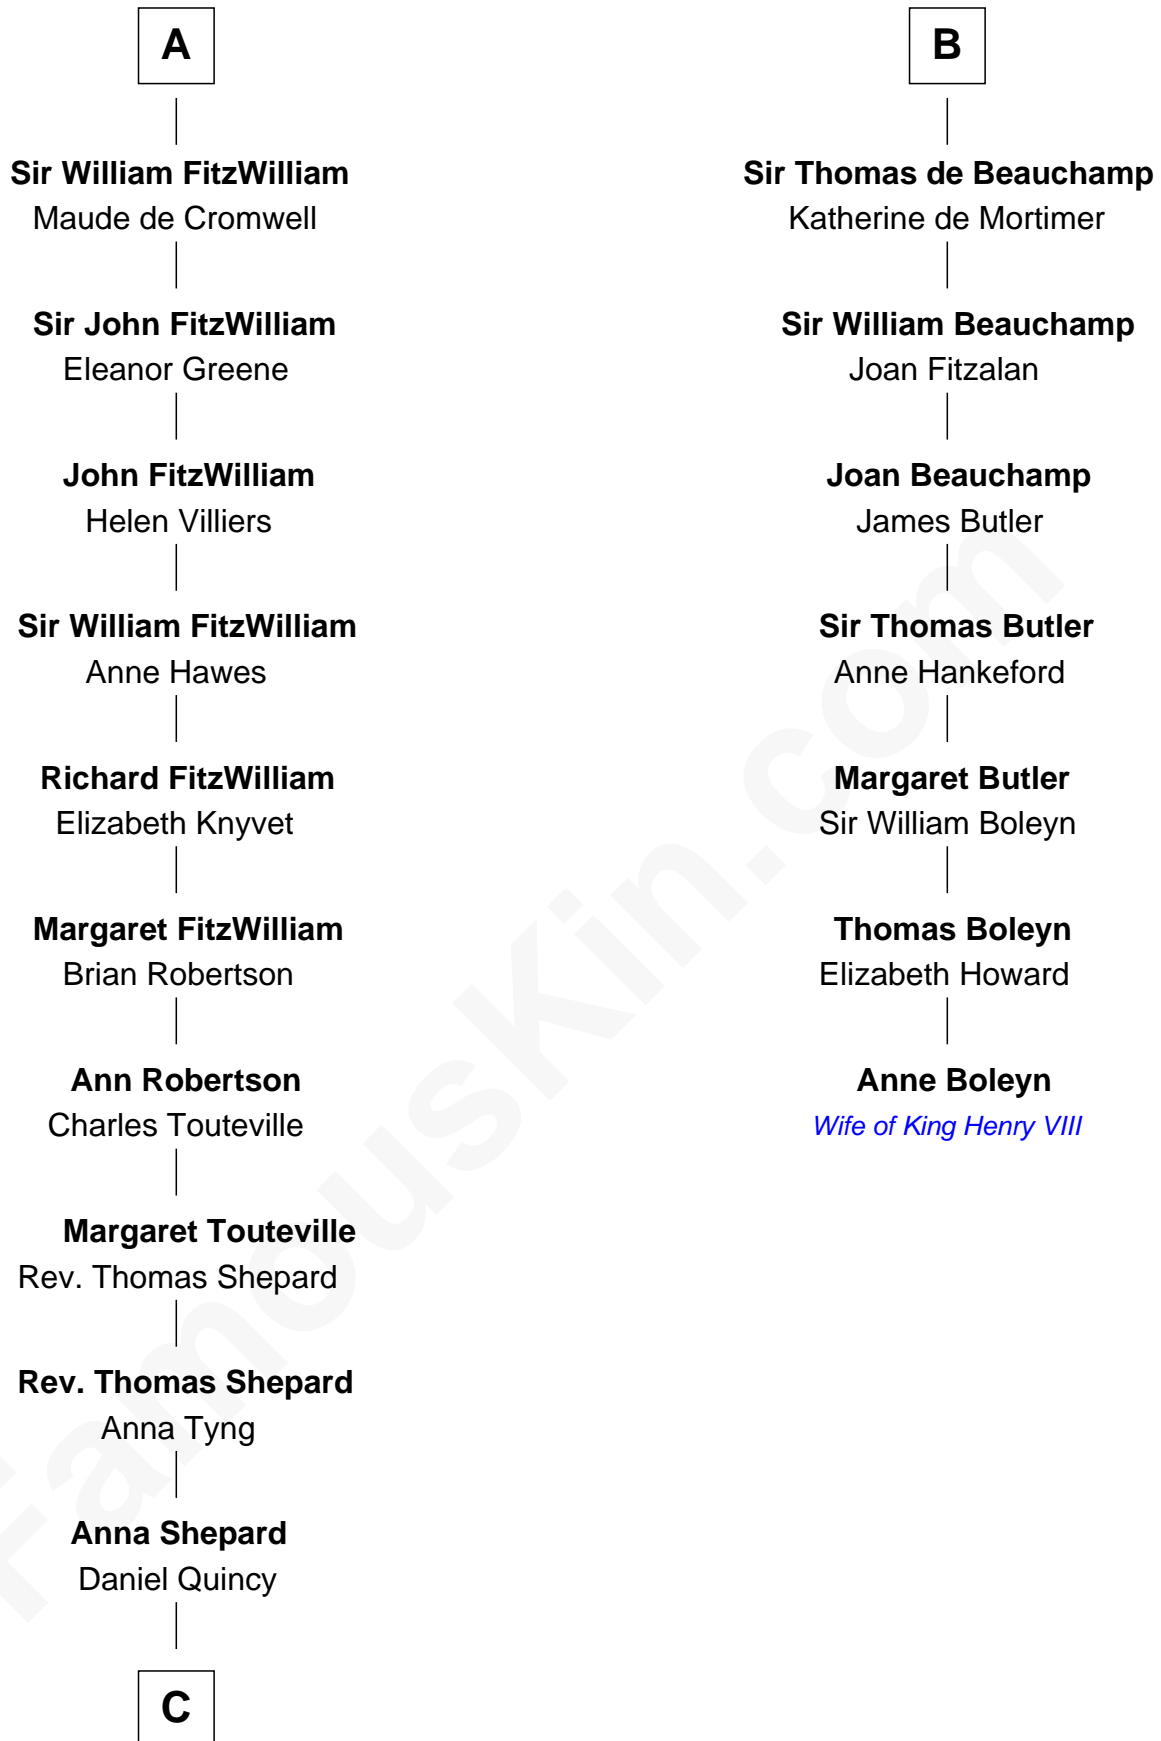 A
Sir William FitzWilliam
Maude de Cromwell
Sir John FitzWilliam
Eleanor Greene
John FitzWilliam
Helen Villiers
Sir William FitzWilliam
Anne Hawes
Richard FitzWilliam
Elizabeth Knyvet
Margaret FitzWilliam
Brian Robertson
Ann Robertson
Charles Touteville
Margaret Touteville
Rev. Thomas Shepard
Rev. Thomas Shepard
Anna Tyng
Anna Shepard
Daniel Quincy
C
B
Sir Thomas de Beauchamp
Katherine de Mortimer
Sir William Beauchamp
Joan Fitzalan
Joan Beauchamp
James Butler
Sir Thomas Butler
Anne Hankeford
Margaret Butler
Sir William Boleyn
Thomas Boleyn
Elizabeth Howard
Anne Boleyn
Wife of King Henry VIII
FamousKin.com